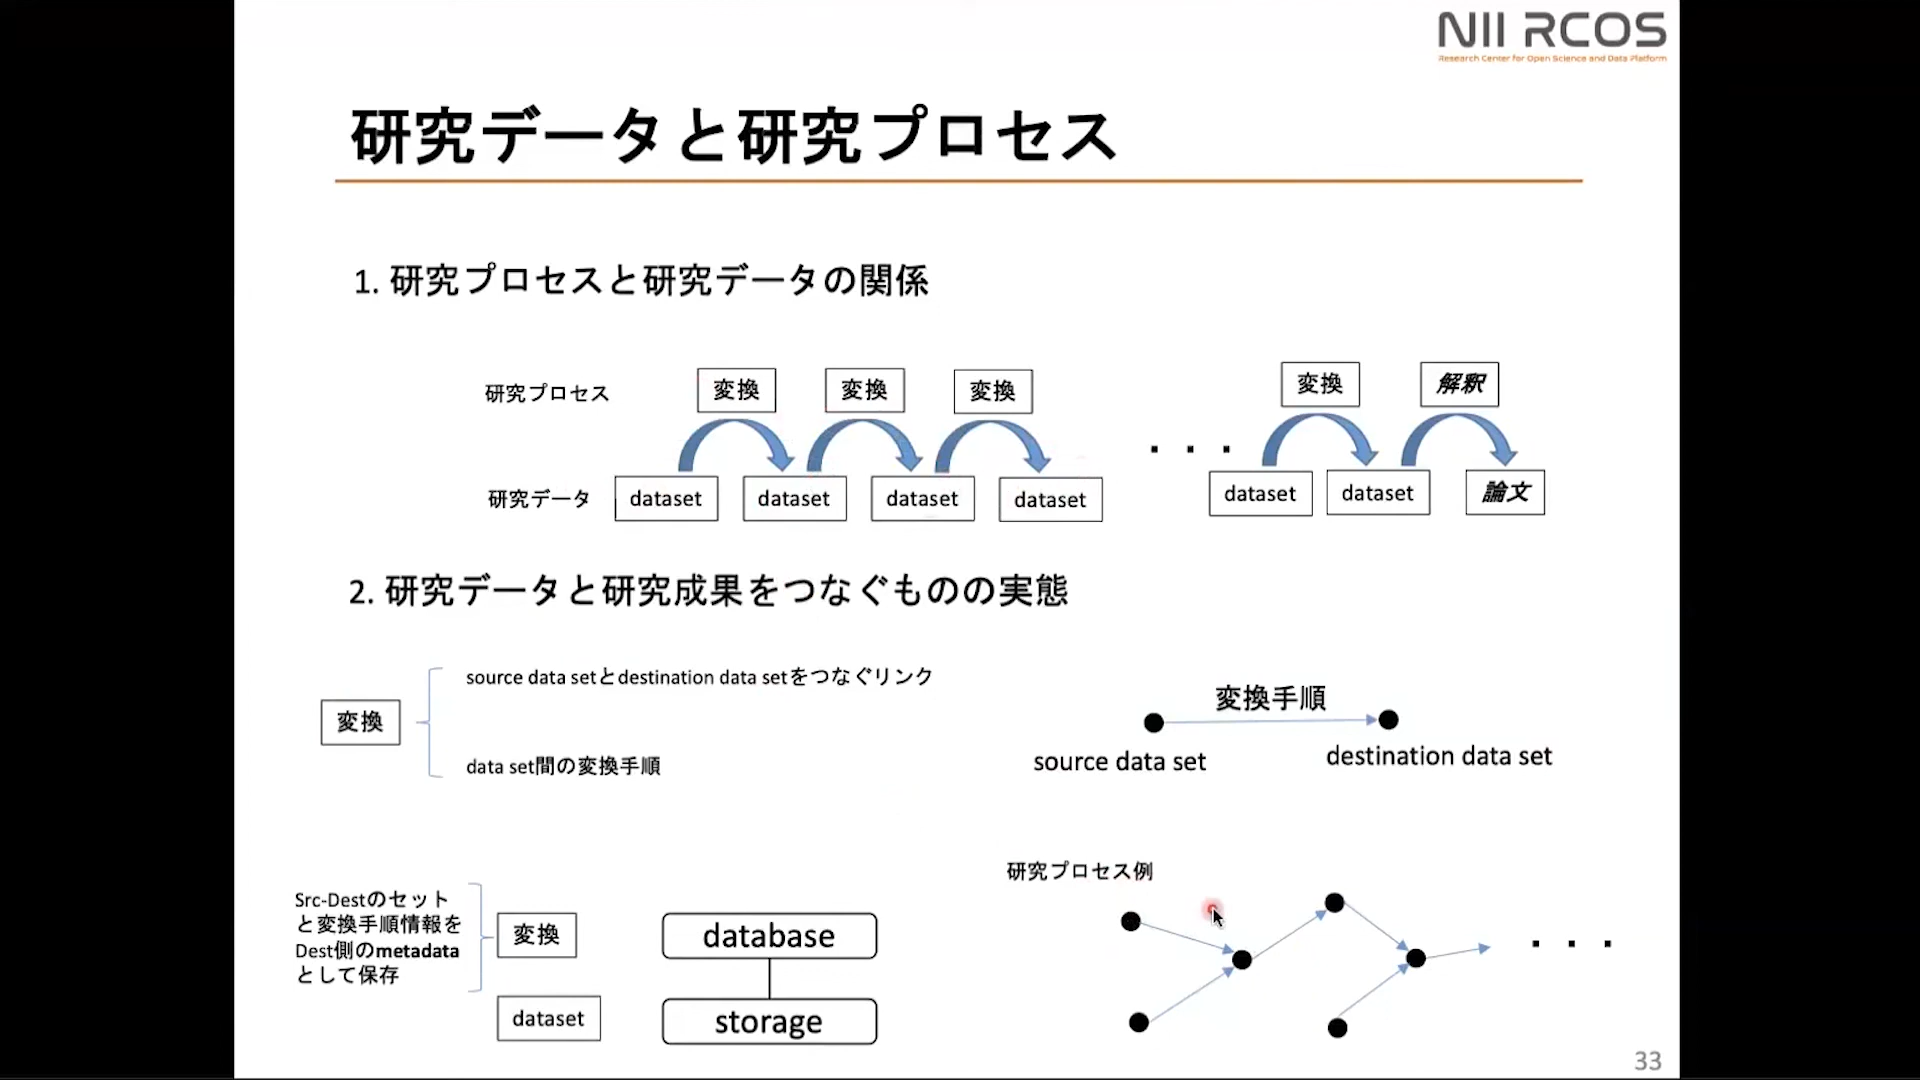 NII RCOS
Research Center for Open Science and Data Platform
研究データと研究プロセス
1. 研究プロセスと研究データの関係
研究プロセス
変換
変換
変換
変換
解釈
・・・
研究データ
dataset
dataset
dataset
dataset
dataset
dataset
論文
2. 研究データと研究成果をつなぐものの実態
変換
source data setとdestination data setをつなぐリンク
data set間の変換手順
変換手順
source data set
destination data set
Src-Destのセット
と変換手順情報を
Dest側のmetadata
として保存
変換
dataset
database
storage
研究プロセス例
・・・
33